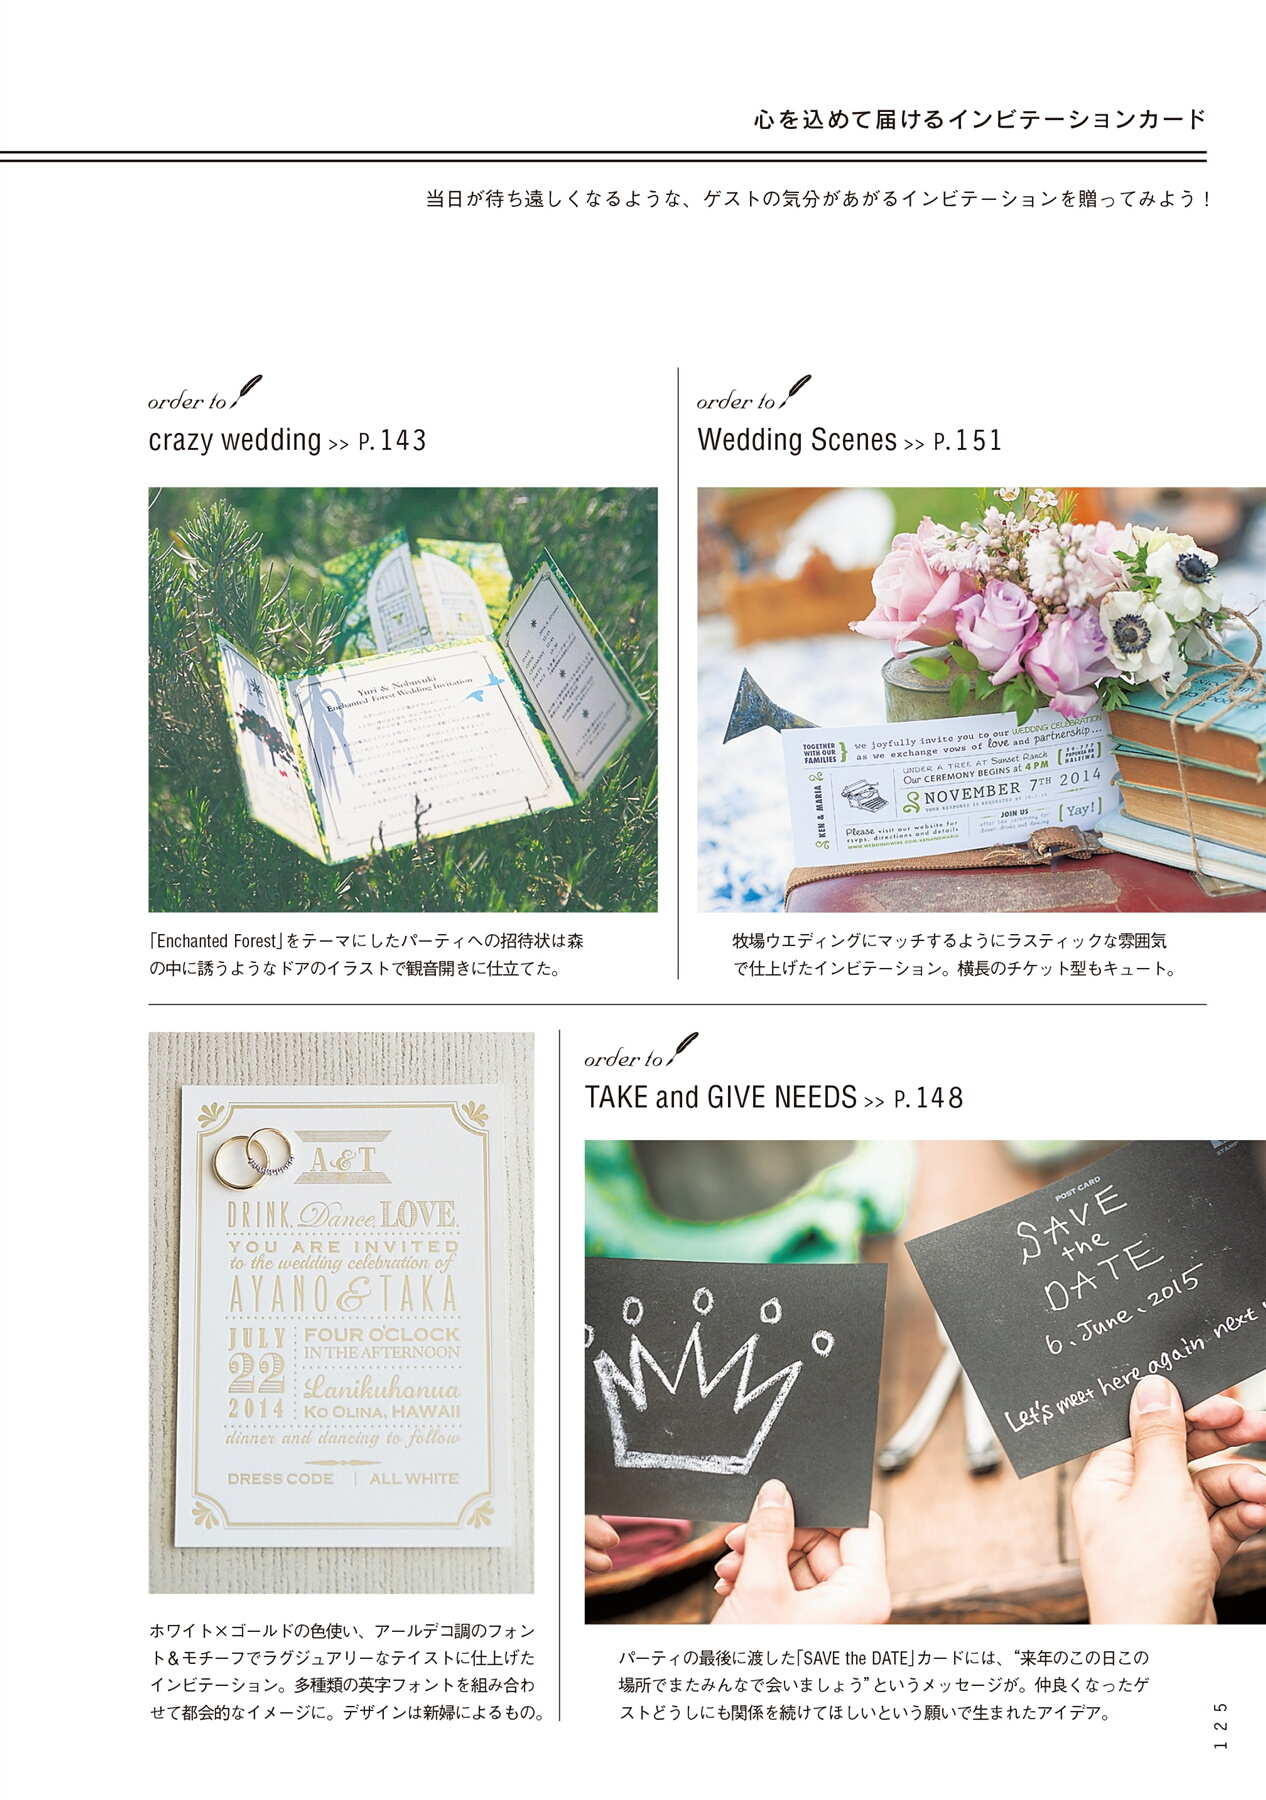 心を込めて届けるインビテーションカード
当日が待ち遠しくなるような、ゲストの気分があがるインビテーションを贈ってみよう！
order to
crazy wedding >> P.143
Yuri & Nobuyuki
Enchanted Forest Wedding Invitation
「Enchanted Forest」をテーマにしたパーティへの招待状は森
の中に誘うようなドアのイラストで観音開きに仕立てた。
order to
Wedding Scenes >> P.151
TOGETHER
WITH OUR
FAMILIES
we joyfully invite you to our WEDDING CELEBRATION
as we exchange vows of love and partnership...
KEN & MARIA
UNDER A TREE AT Sunset Ranch
Our CEREMONY BEGINS at 4 PM
NOVEMBER 7TH 2014
Please visit our website for
rsvps, directions and details
JOIN US
Yay!
牧場ウエディングにマッチするようにラスティックな雰囲気
で仕上げたインビテーション。横長のチケット型もキュート。
A&T
DRINK, Dance, LOVE.
YOU ARE INVITED
to the wedding celebration of
AYANO & TAKA
JULY
22
2014
FOUR O'CLOCK
IN THE AFTERNOON
Lanikuhonua
KO OLINA, HAWAII
dinner and dancing to follow
DRESS CODE | ALL WHITE
ホワイト×ゴールドの色使い、アールデコ調のフォン
ト＆モチーフでラグジュアリーなテイストに仕上げた
インビテーション。多種類の英字フォントを組み合わ
せて都会的なイメージに。デザインは新婦によるもの。
order to
TAKE and GIVE NEEDS >> P.148
POST CARD
SAVE
the
DATE
6. June, 2015
Let's meet here again next
パーティの最後に渡した「SAVE the DATE」カードには、“来年のこの日この
場所でまたみんなで会いましょう”というメッセージが。仲良くなったゲ
ストどうしにも関係を続けてほしいという願いで生まれたアイデア。
125